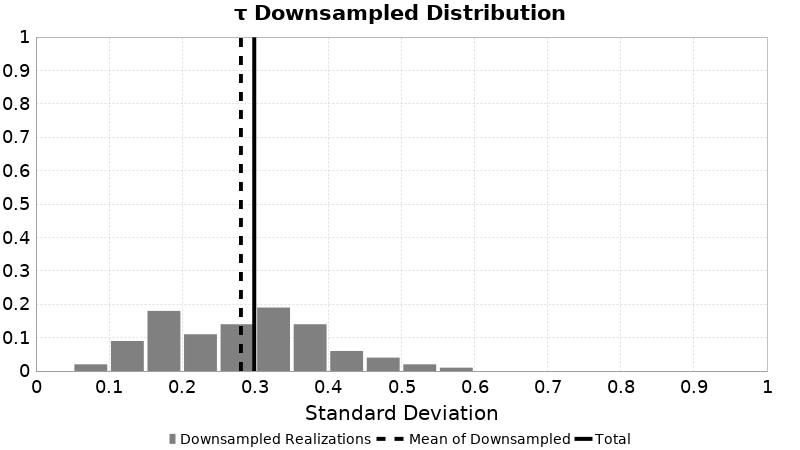 τ Downsampled Distribution
1
0.9
0.8
0.7
0.6
0.5
0.4
0.3
0.2
0.1
0
0 0.1 0.2 0.3 0.4 0.5 0.6 0.7 0.8 0.9 1
Standard Deviation
Downsampled Realizations Mean of Downsampled Total